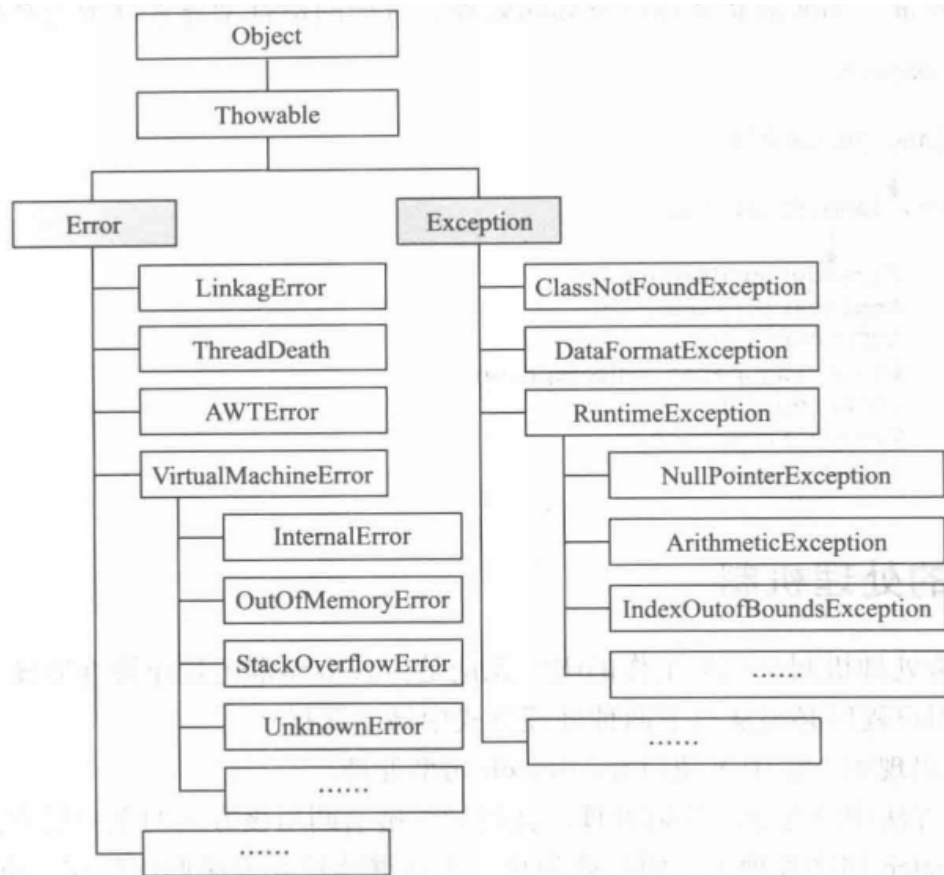 Object
Thowable
Error
Exception
LinkagError
ThreadDeath
AWTError
VirtualMachineError
InternalError
OutOfMemoryError
StackOverflowError
UnknownError
......
......
ClassNotFoundException
DataFormatException
RuntimeException
NullPointerException
ArithmeticException
IndexOutofBoundsException
......
......